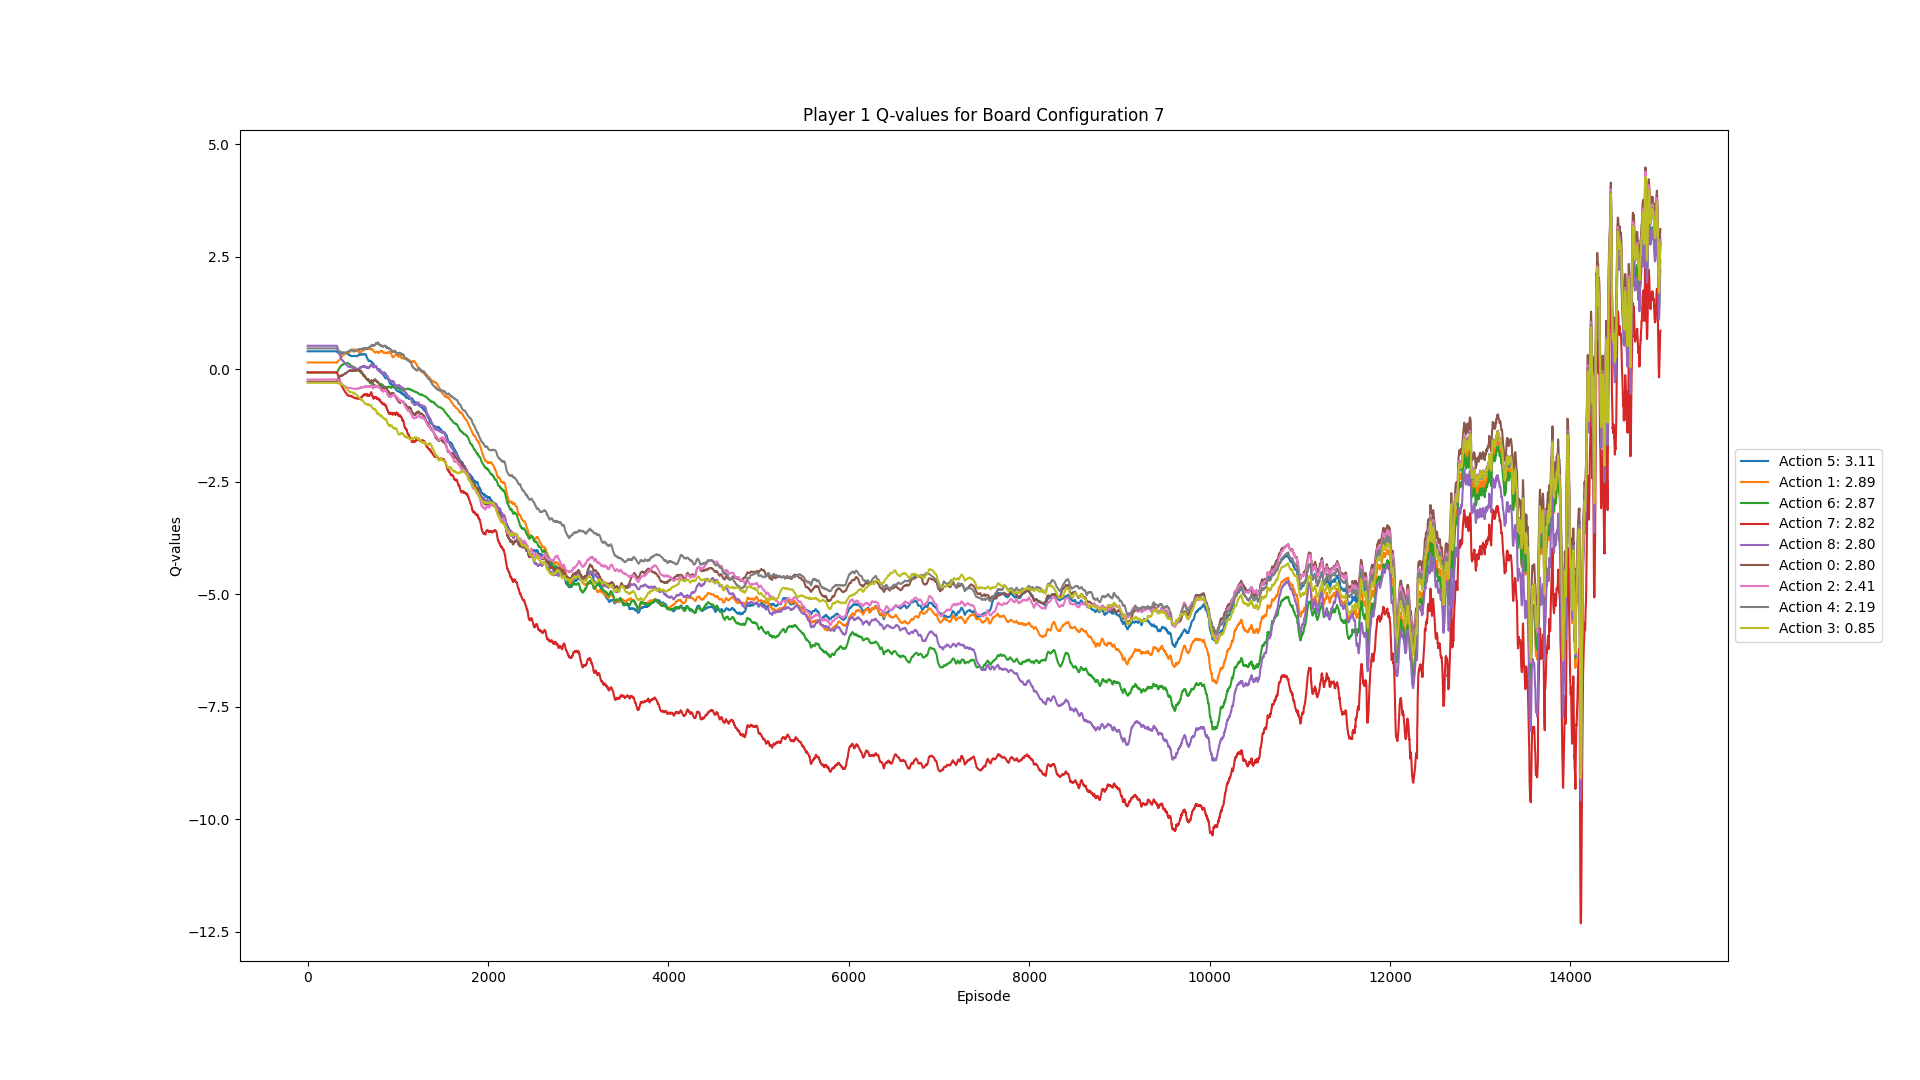 Player 1 Q-values for Board Configuration 7
5.0
2.5
0.0
−2.5
−5.0
−7.5
−10.0
−12.5
Q-values
0 2000 4000 6000 8000 10000 12000 14000
Episode
Action 5: 3.11
Action 1: 2.89
Action 6: 2.87
Action 7: 2.82
Action 8: 2.80
Action 0: 2.80
Action 2: 2.41
Action 4: 2.19
Action 3: 0.85